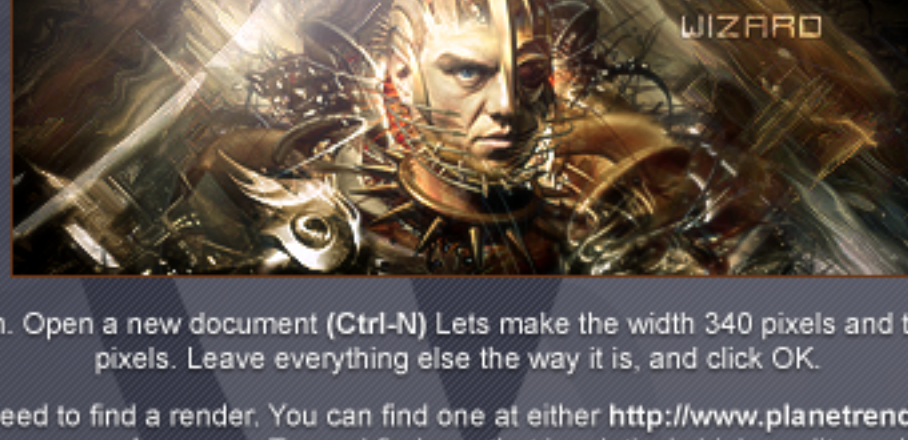 WIZARD
. Open a new document (Ctrl-N) Lets make the width 340 pixels and
pixels. Leave everything else the way it is, and click OK.
eed to find a render. You can find one at either http://www.planetrend